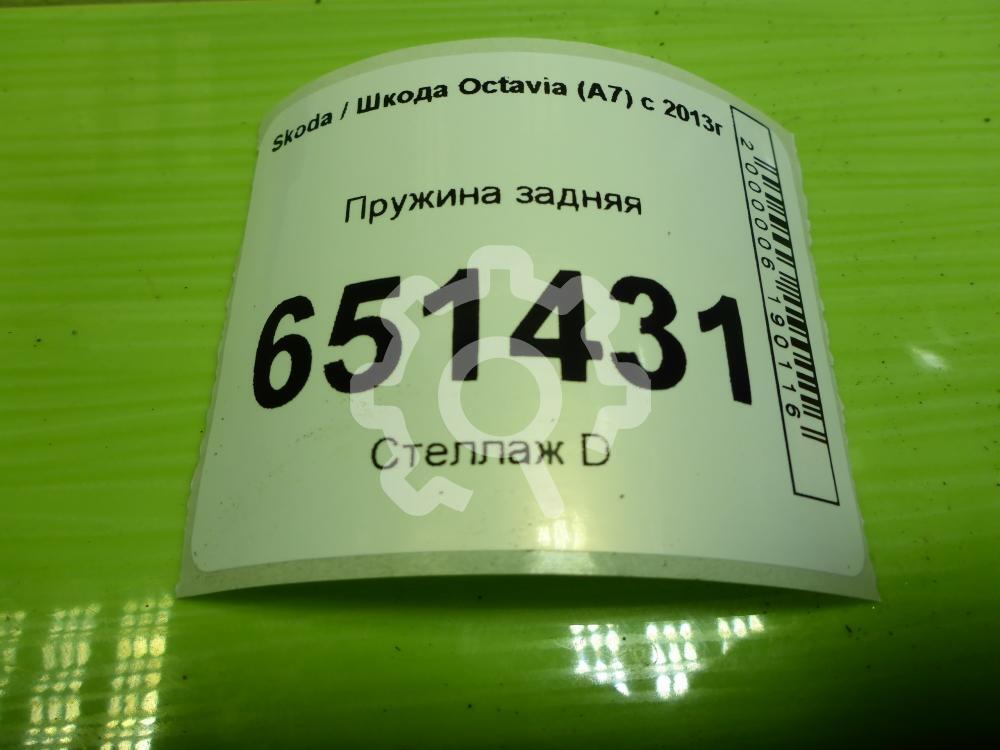 Skoda / Шкода Octavia (A7) с 2013г
Пружина задняя
651431
Стеллаж D
2000006190116